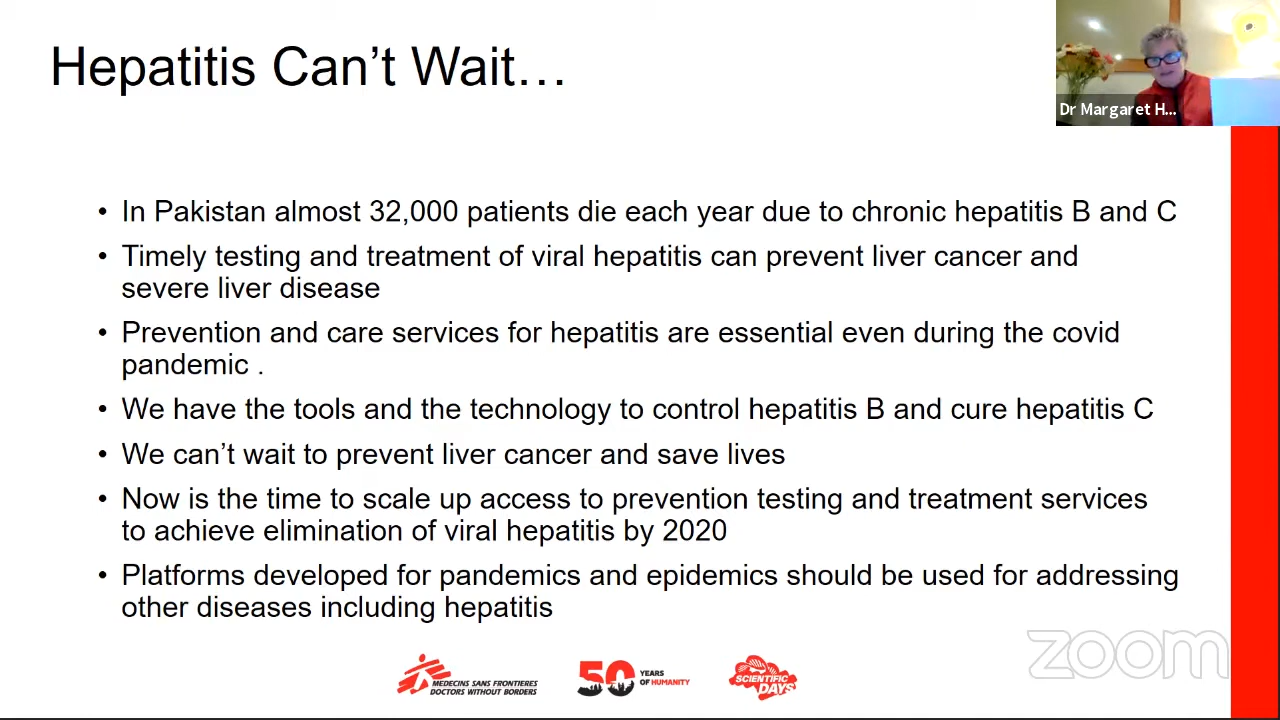 Hepatitis Can’t Wait…
Dr Margaret H...
• In Pakistan almost 32,000 patients die each year due to chronic hepatitis B and C
• Timely testing and treatment of viral hepatitis can prevent liver cancer and
severe liver disease
• Prevention and care services for hepatitis are essential even during the covid
pandemic .
• We have the tools and the technology to control hepatitis B and cure hepatitis C
• We can’t wait to prevent liver cancer and save lives
• Now is the time to scale up access to prevention testing and treatment services
to achieve elimination of viral hepatitis by 2020
• Platforms developed for pandemics and epidemics should be used for addressing
other diseases including hepatitis
MEDECINS SANS FRONTIERES
DOCTORS WITHOUT BORDERS
50 YEARS
OF HUMANITY
SCIENTIFIC
DAYS
zoom